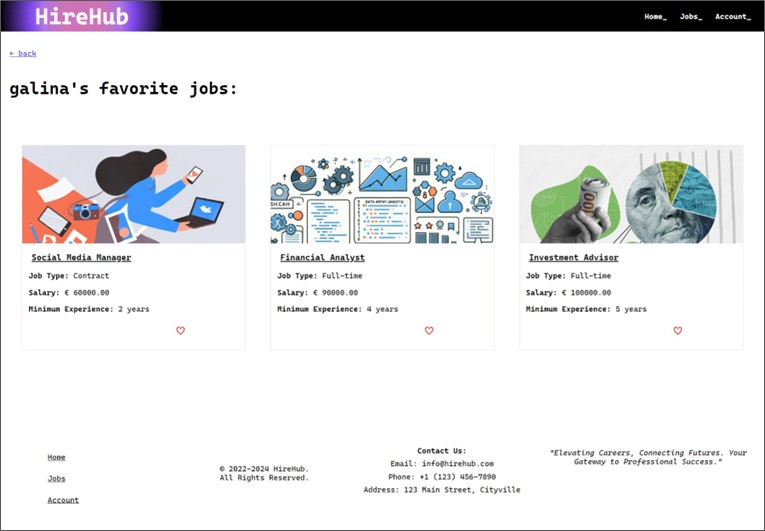 HireHub
Home_ Jobs_ Account_
← back
galina's favorite jobs:
DATA ENTRY ANALYTIC
100
Social Media Manager
Job Type: Contract
Salary: € 60000.00
Minimum Experience: 2 years
Financial Analyst
Job Type: Full-time
Salary: € 90000.00
Minimum Experience: 4 years
Investment Advisor
Job Type: Full-time
Salary: € 100000.00
Minimum Experience: 5 years
Home
Jobs
Account
© 2022-2024 HireHub.
All Rights Reserved.
Contact Us:
Email: info@hirehub.com
Phone: +1 (123) 456-7890
Address: 123 Main Street, Cityville
"Elevating Careers, Connecting Futures. Your
Gateway to Professional Success."